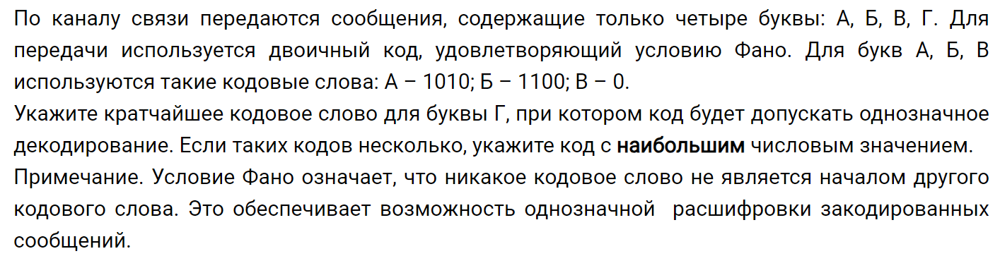 По каналу связи передаются сообщения, содержащие только четыре буквы: А, Б, В, Г. Для
передачи используется двоичный код, удовлетворяющий условию Фано. Для букв А, Б, В
используются такие кодовые слова: А – 1010; Б – 1100; В – 0.
Укажите кратчайшее кодовое слово для буквы Г, при котором код будет допускать однозначное
декодирование. Если таких кодов несколько, укажите код с наибольшим числовым значением.
Примечание. Условие Фано означает, что никакое кодовое слово не является началом другого
кодового слова. Это обеспечивает возможность однозначной расшифровки закодированных
сообщений.